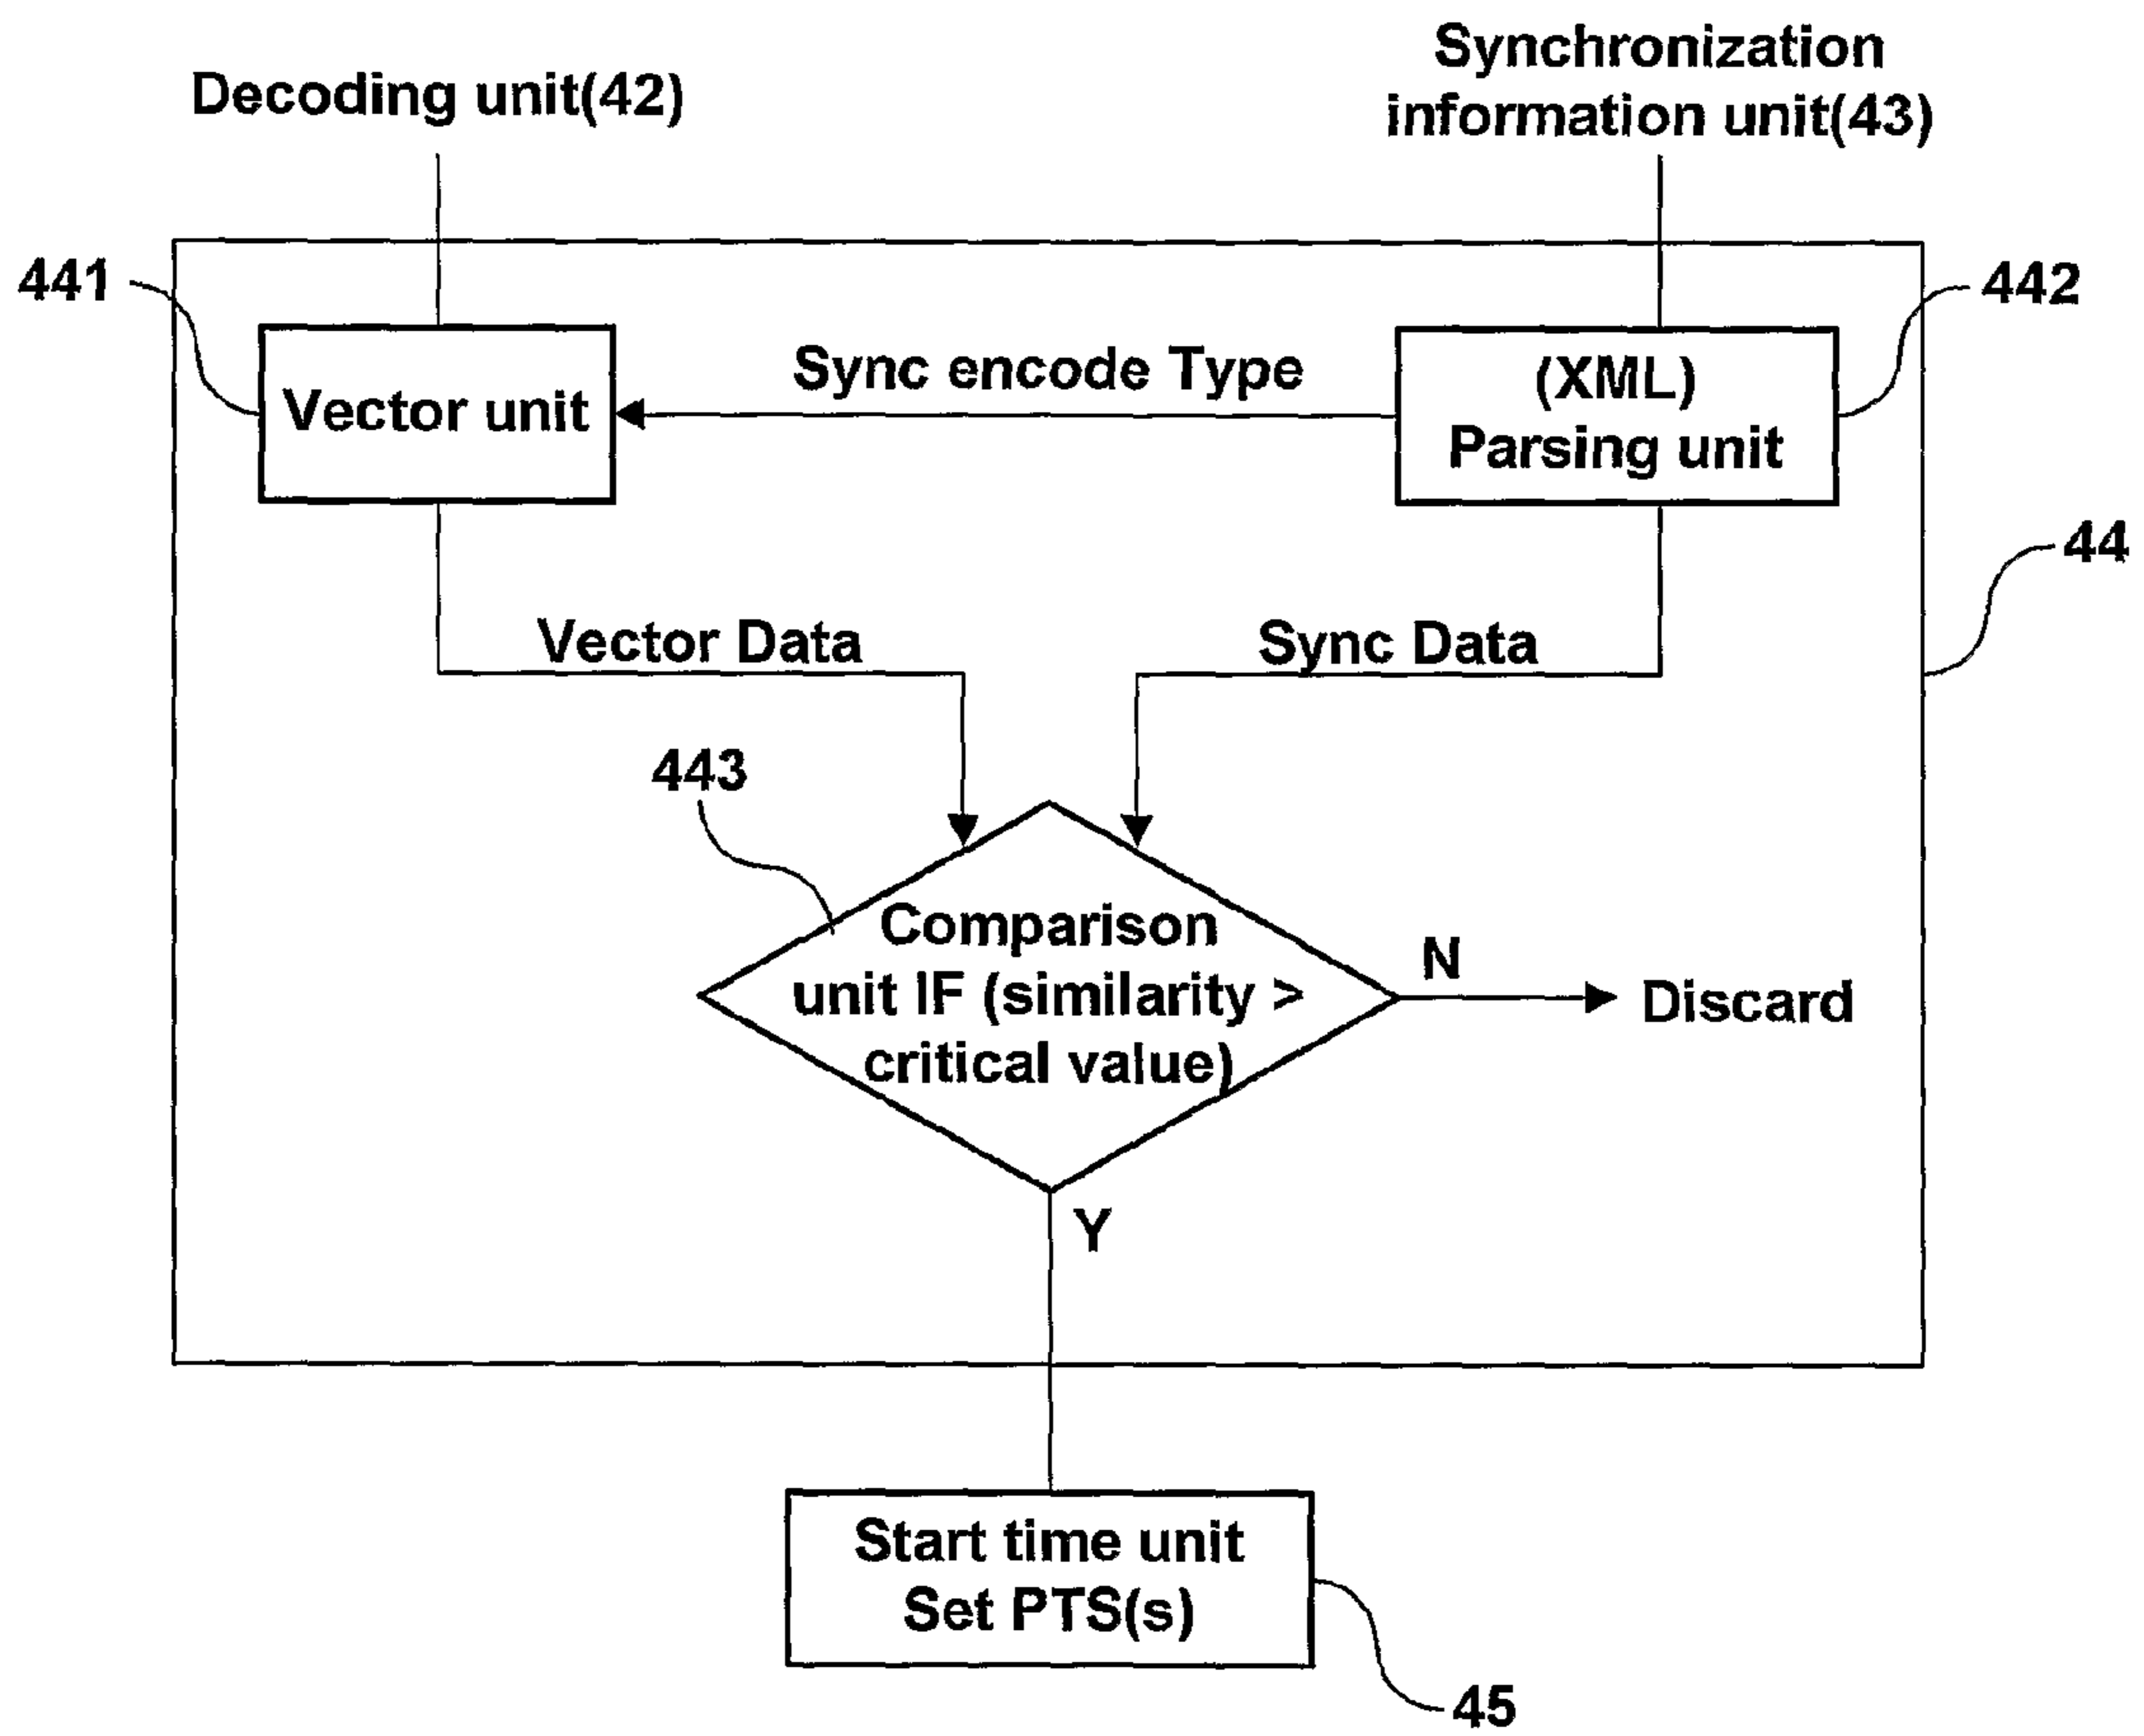 Synchronization
Decoding unit(42)
information unit(43)
441
442
Sync encode Type
(XML)
Vector unit
Parsing unit
44
Vector Data
Sync Data
443
Comparison
unit IF (similarity >
critical value)
N
Discard
Y
Start time unit
Set PTS(s)
45